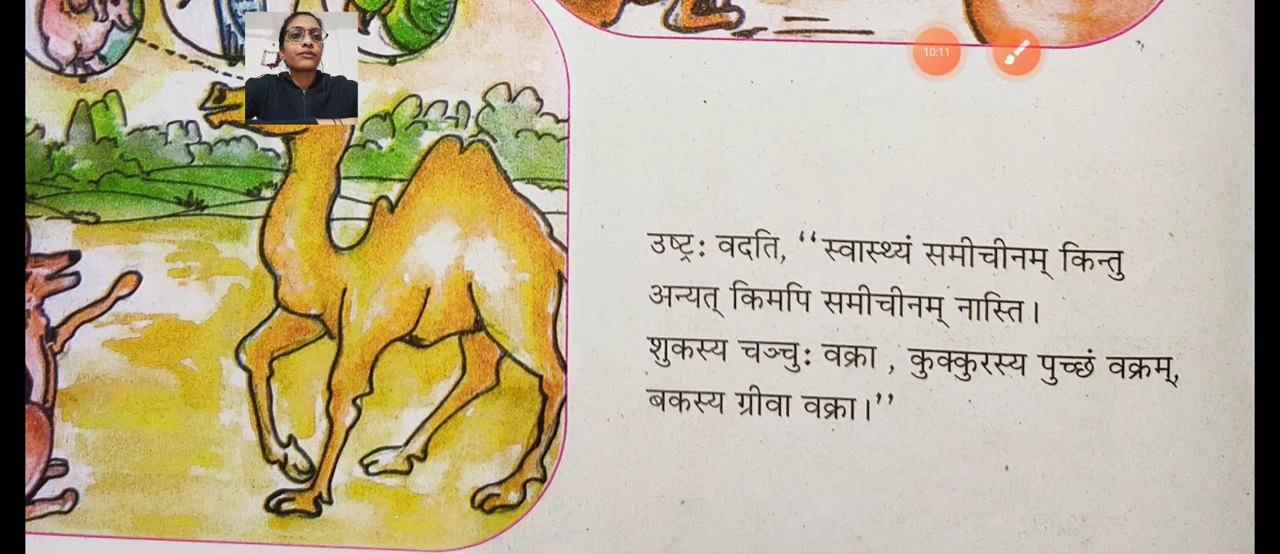 10:11
उष्ट्रः वदति, ‘‘स्वास्थ्यं समीचीनम् किन्तु
अन्यत् किमपि समीचीनम् नास्ति।
शुकस्य चञ्चुः वक्रा , कुक्कुरस्य पुच्छं वक्रम्,
बकस्य ग्रीवा वक्रा।’’